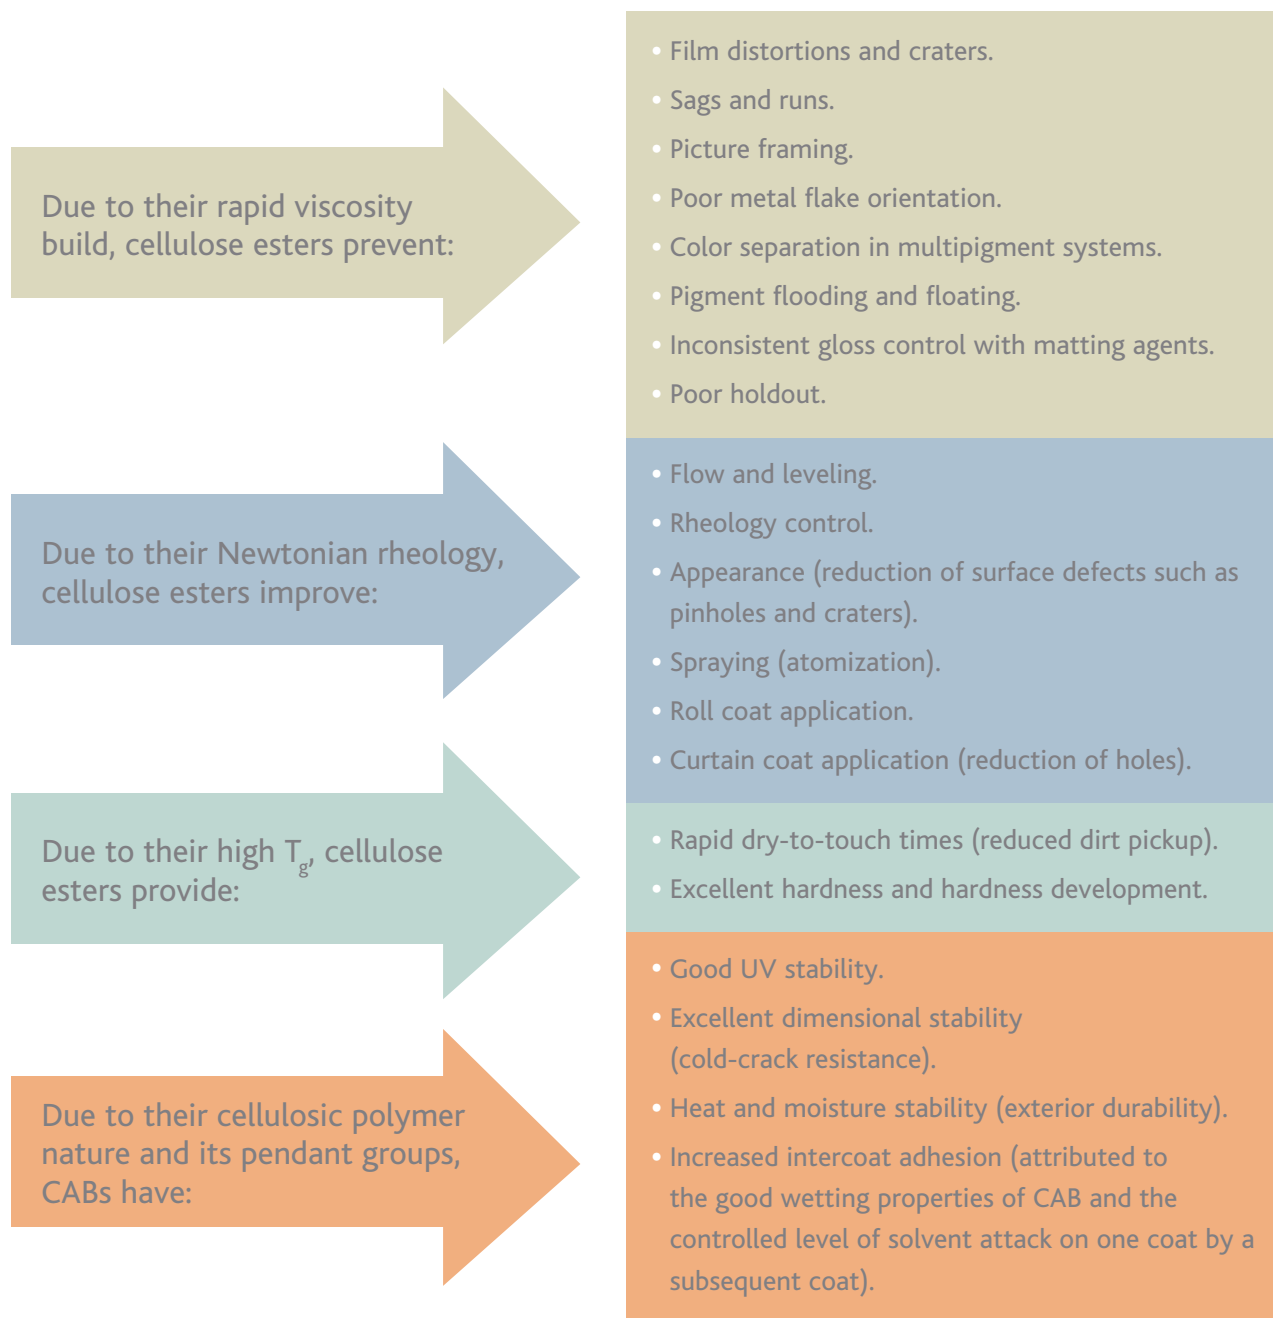 Due to their rapid viscosity
build, cellulose esters prevent:
• Film distortions and craters.
• Sags and runs.
• Picture framing.
• Poor metal flake orientation.
• Color separation in multipigment systems.
• Pigment flooding and floating.
• Inconsistent gloss control with matting agents.
• Poor holdout.
Due to their Newtonian rheology,
cellulose esters improve:
• Flow and leveling.
• Rheology control.
• Appearance (reduction of surface defects such as
pinholes and craters).
• Spraying (atomization).
• Roll coat application.
• Curtain coat application (reduction of holes).
Due to their high Tg, cellulose
esters provide:
• Rapid dry-to-touch times (reduced dirt pickup).
• Excellent hardness and hardness development.
Due to their cellulosic polymer
nature and its pendant groups,
CABs have:
• Good UV stability.
• Excellent dimensional stability
(cold-crack resistance).
• Heat and moisture stability (exterior durability).
• Increased intercoat adhesion (attributed to
the good wetting properties of CAB and the
controlled level of solvent attack on one coat by a
subsequent coat).